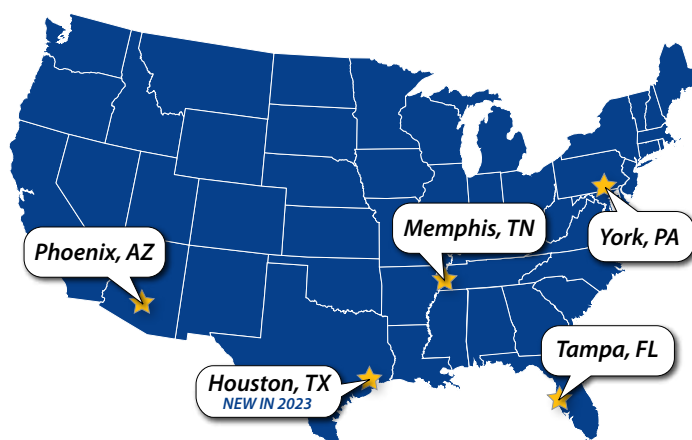 Memphis, TN
York, PA
Phoenix, AZ
Tampa, FL
Houston, TX
NEW IN 2023